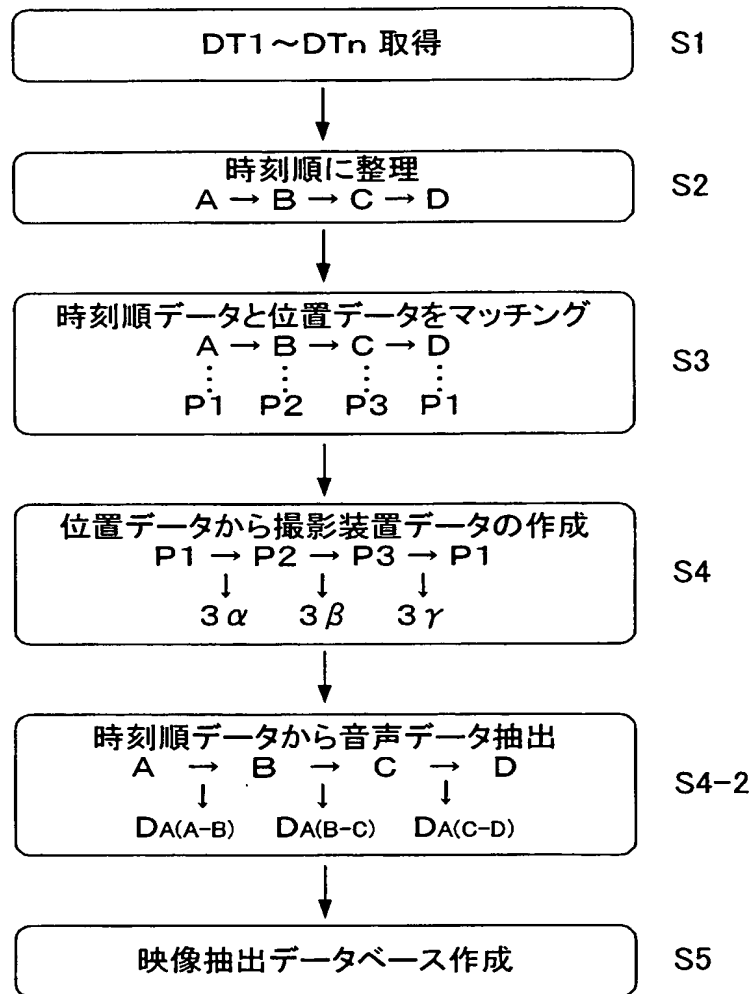 DT1～DTn 取得 S1
時刻順に整理
A → B → C → D
S2
時刻順データと位置データをマッチング
A → B → C → D
P1 P2 P3 P1
S3
位置データから撮影装置データの作成
P1 → P2 → P3 → P1
3α 3β 3γ
S4
時刻順データから音声データ抽出
A → B → C → D
DA(A-B) DA(B-C) DA(C-D)
S4-2
映像抽出データベース作成 S5